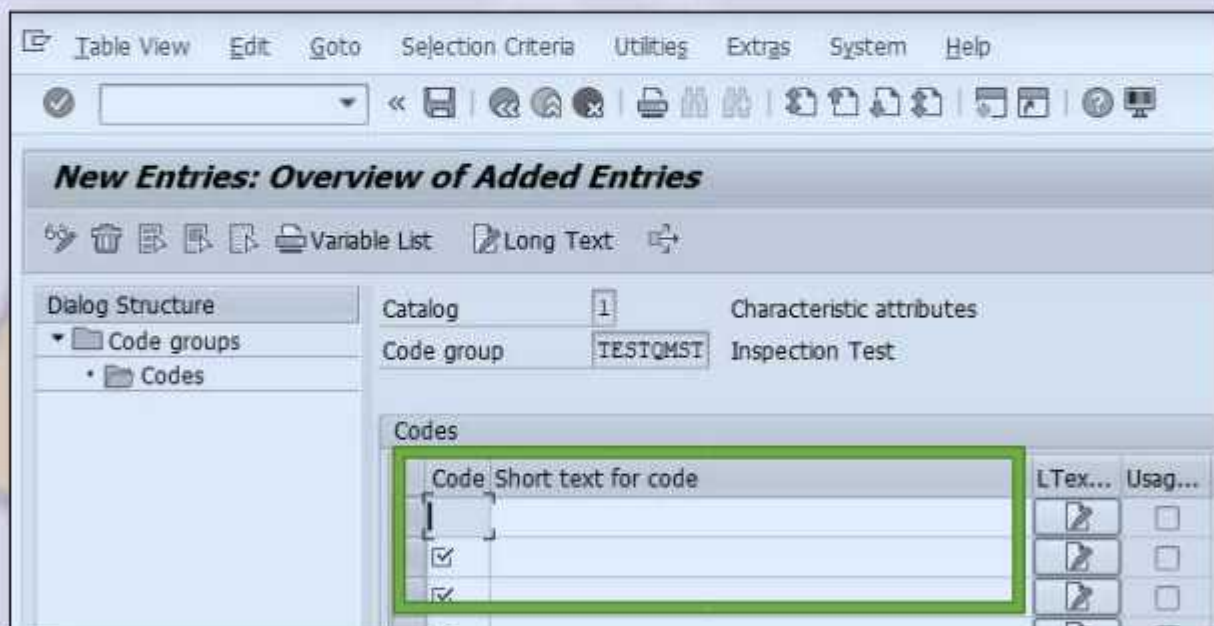 Table View Edit Goto Selection Criteria Utilities Extras System Help
New Entries: Overview of Added Entries
Variable List Long Text
Dialog Structure
Code groups
Codes
Catalog 1 Characteristic attributes
Code group TESTQMST Inspection Test
Codes
Code Short text for code LTex... Usag...